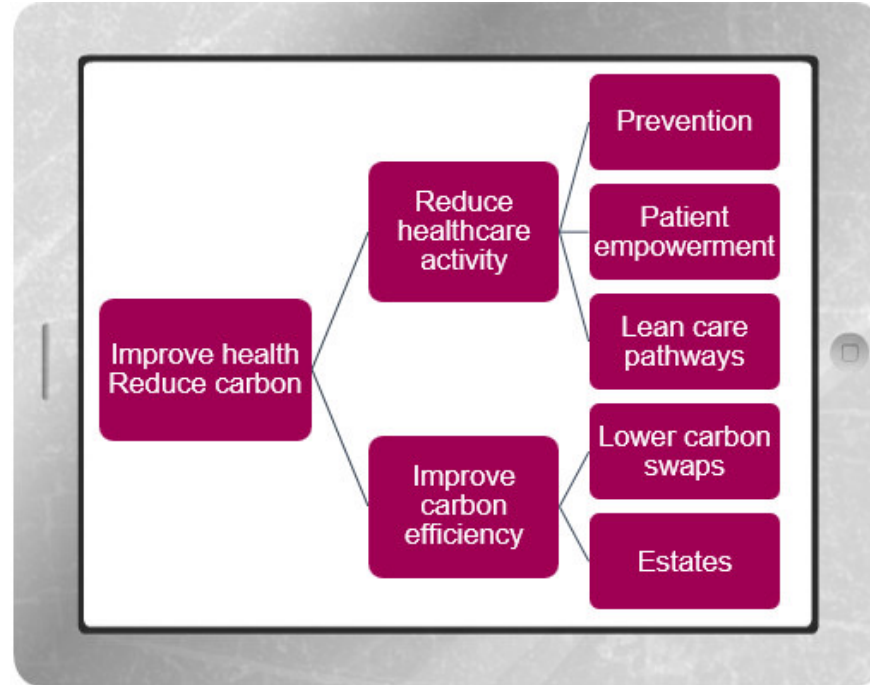 Improve health
Reduce carbon
Reduce
healthcare
activity
Improve
carbon
efficiency
Prevention
Patient
empowerment
Lean care
pathways
Lower carbon
swaps
Estates